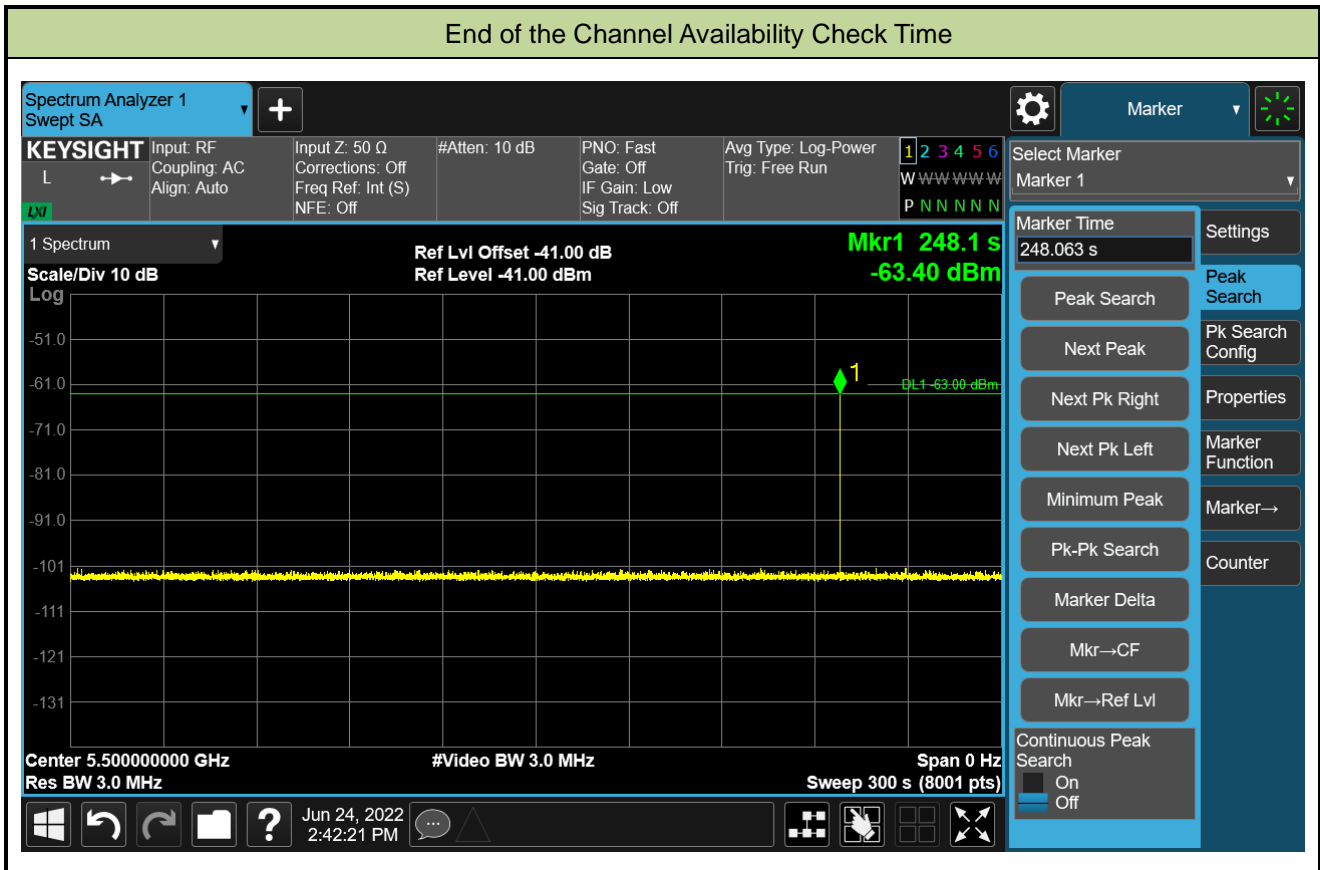 End of the Channel Availability Check Time
Spectrum Analyzer 1
Swept SA
+
Marker
KEYSIGHT
L
LXI
Input: RF
Coupling: AC
Align: Auto
Input Z: 50 Ω
Corrections: Off
Freq Ref: Int (S)
NFE: Off
#Atten: 10 dB
PNO: Fast
Gate: Off
IF Gain: Low
Sig Track: Off
Avg Type: Log-Power
Trig: Free Run
1 2 3 4 5 6
W W W W W W
P N N N N N
Select Marker
Marker 1
1 Spectrum
Scale/Div 10 dB
Ref Lvl Offset -41.00 dB
Ref Level -41.00 dBm
Mkr1 248.1 s
-63.40 dBm
Log
-51.0
-61.0
-71.0
-81.0
-91.0
-101
-111
-121
-131
1
DL1 -63.00 dBm
Center 5.500000000 GHz
Res BW 3.0 MHz
#Video BW 3.0 MHz
Span 0 Hz
Sweep 300 s (8001 pts)
Marker Time
248.063 s
Peak Search
Next Peak
Next Pk Right
Next Pk Left
Minimum Peak
Pk-Pk Search
Marker Delta
Mkr→CF
Mkr→Ref Lvl
Continuous Peak
Search
On
Off
Settings
Peak
Search
Pk Search
Config
Properties
Marker
Function
Marker→
Counter
?
Jun 24, 2022
2:42:21 PM